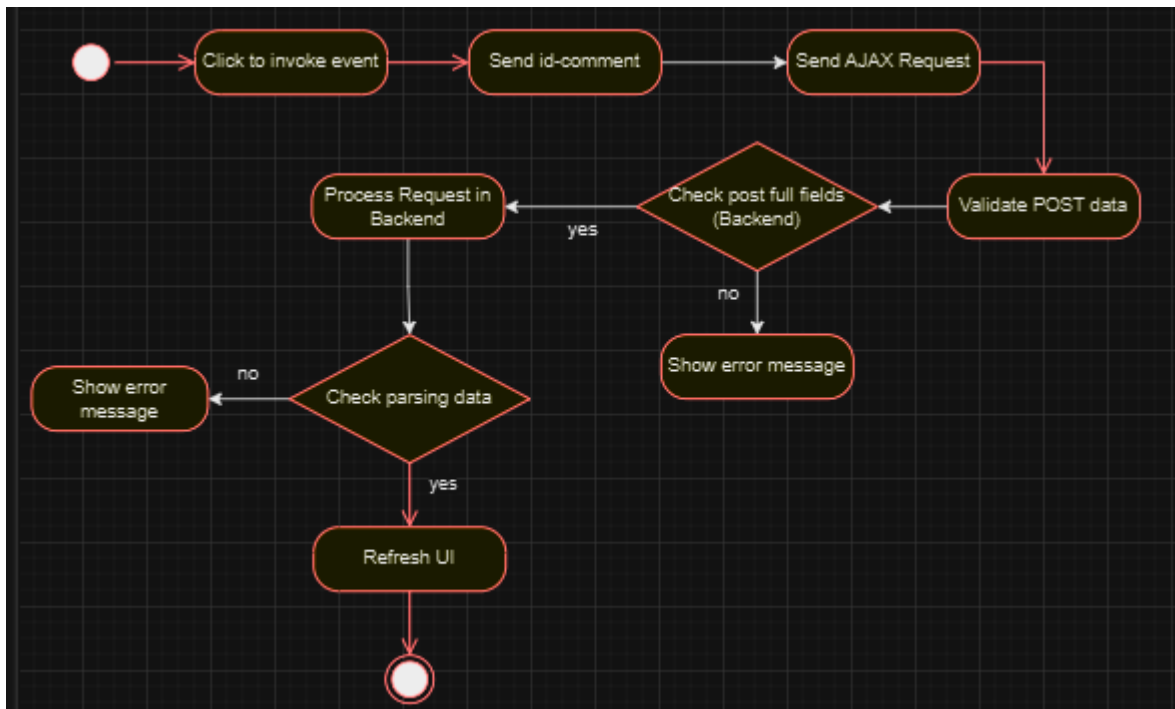 Click to invoke event
Send id-comment
Send AJAX Request
Process Request in
Backend
yes
Check post full fields
(Backend)
Validate POST data
no
Show error message
Show error
message
no
Check parsing data
yes
Refresh UI